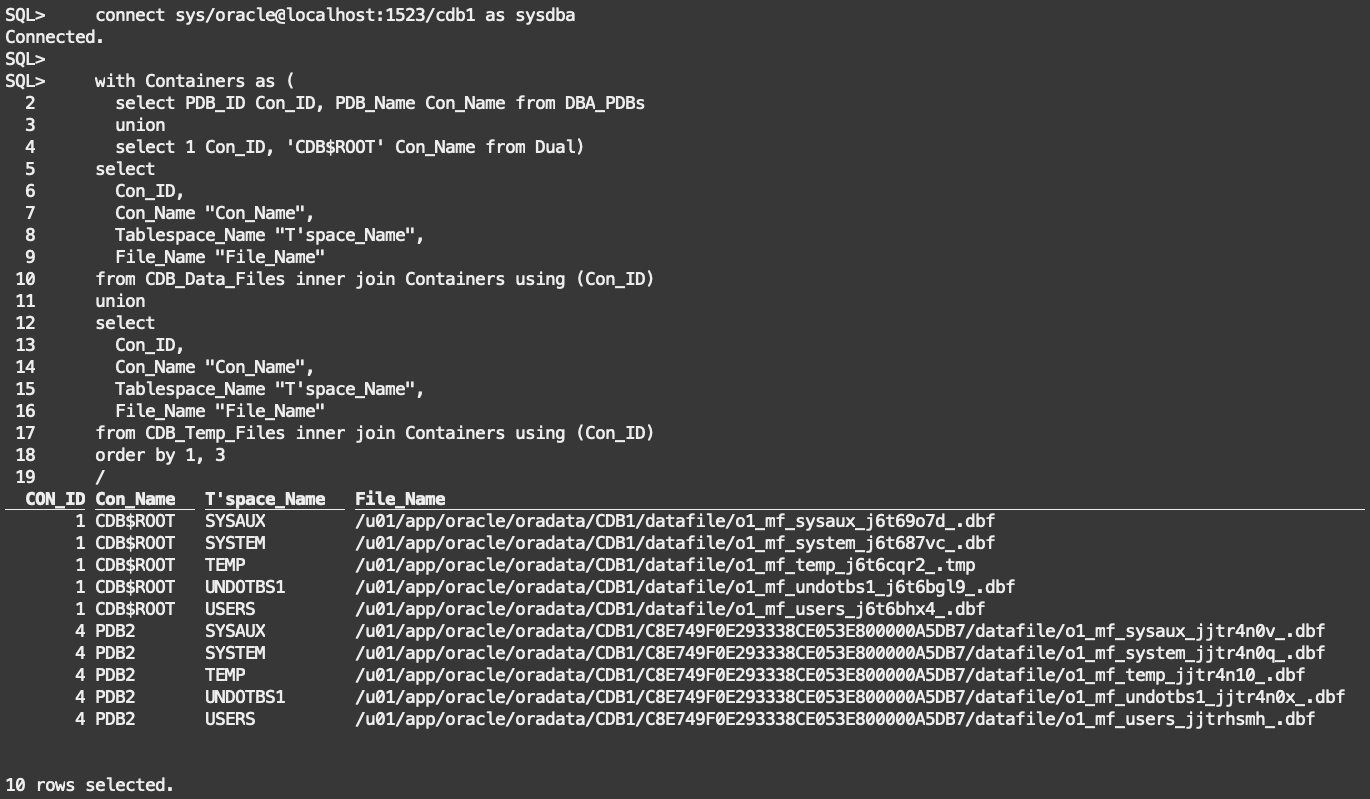 SQL>     connect sys/oracle@localhost:1523/cdb1 as sysdba
Connected.
SQL>
SQL>     with Containers as (
  2        select PDB_ID Con_ID, PDB_Name Con_Name from DBA_PDBs
  3        union
  4        select 1 Con_ID, 'CDB$ROOT' Con_Name from Dual)
  5      select
  6        Con_ID,
  7        Con_Name "Con_Name",
  8        Tablespace_Name "T'space_Name",
  9        File_Name "File_Name"
 10      from CDB_Data_Files inner join Containers using (Con_ID)
 11      union
 12      select
 13        Con_ID,
 14        Con_Name "Con_Name",
 15        Tablespace_Name "T'space_Name",
 16        File_Name "File_Name"
 17      from CDB_Temp_Files inner join Containers using (Con_ID)
 18      order by 1, 3
 19      /
  CON_ID Con_Name   T'space_Name   File_Name
       1 CDB$ROOT   SYSAUX         /u01/app/oracle/oradata/CDB1/datafile/o1_mf_sysaux_j6t69o7d_.dbf
       1 CDB$ROOT   SYSTEM         /u01/app/oracle/oradata/CDB1/datafile/o1_mf_system_j6t687vc_.dbf
       1 CDB$ROOT   TEMP           /u01/app/oracle/oradata/CDB1/datafile/o1_mf_temp_j6t6cqr2_.tmp
       1 CDB$ROOT   UNDOTBS1       /u01/app/oracle/oradata/CDB1/datafile/o1_mf_undotbs1_j6t6bgl9_.dbf
       1 CDB$ROOT   USERS          /u01/app/oracle/oradata/CDB1/datafile/o1_mf_users_j6t6bhx4_.dbf
       4 PDB2       SYSAUX         /u01/app/oracle/oradata/CDB1/C8E749F0E293338CE053E800000A5DB7/datafile/o1_mf_sysaux_jjtr4n0v_.dbf
       4 PDB2       SYSTEM         /u01/app/oracle/oradata/CDB1/C8E749F0E293338CE053E800000A5DB7/datafile/o1_mf_system_jjtr4n0q_.dbf
       4 PDB2       TEMP           /u01/app/oracle/oradata/CDB1/C8E749F0E293338CE053E800000A5DB7/datafile/o1_mf_temp_jjtr4n10_.dbf
       4 PDB2       UNDOTBS1       /u01/app/oracle/oradata/CDB1/C8E749F0E293338CE053E800000A5DB7/datafile/o1_mf_undotbs1_jjtr4n0x_.dbf
       4 PDB2       USERS          /u01/app/oracle/oradata/CDB1/C8E749F0E293338CE053E800000A5DB7/datafile/o1_mf_users_jjtrhsmh_.dbf
10 rows selected.